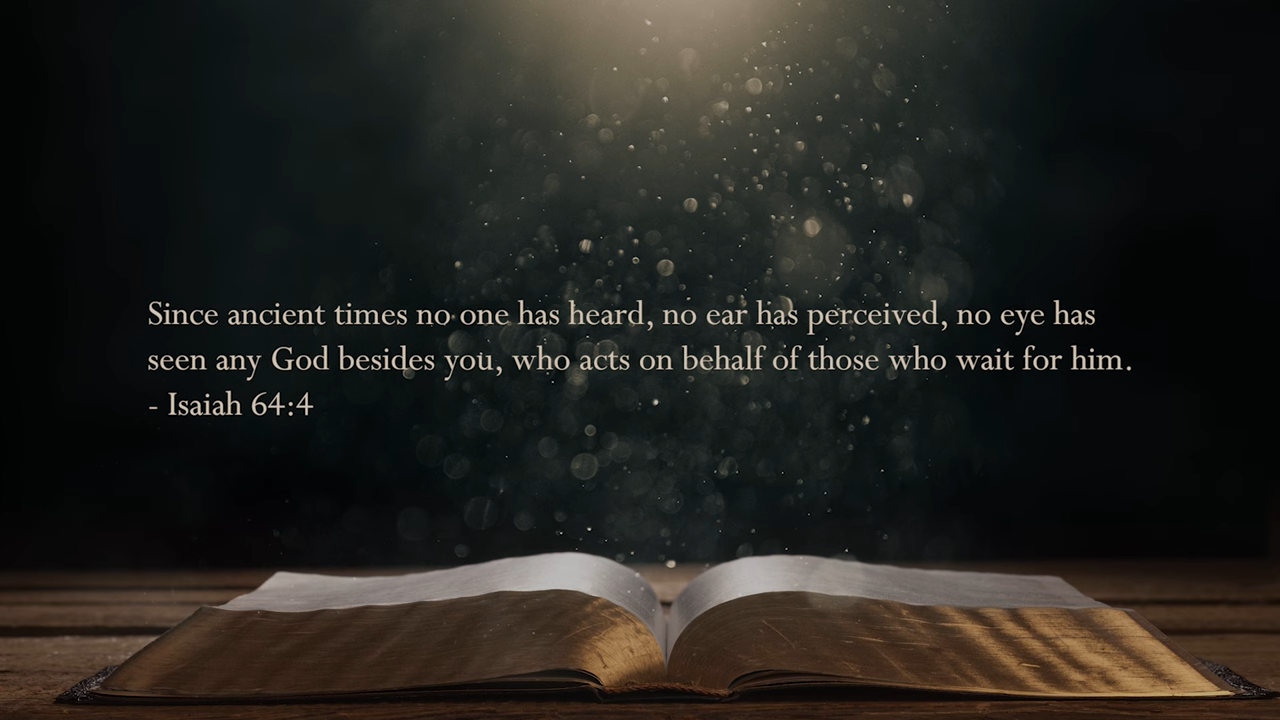 Since ancient times no one has heard, no ear has perceived, no eye has
seen any God besides you, who acts on behalf of those who wait for him.
- Isaiah 64:4